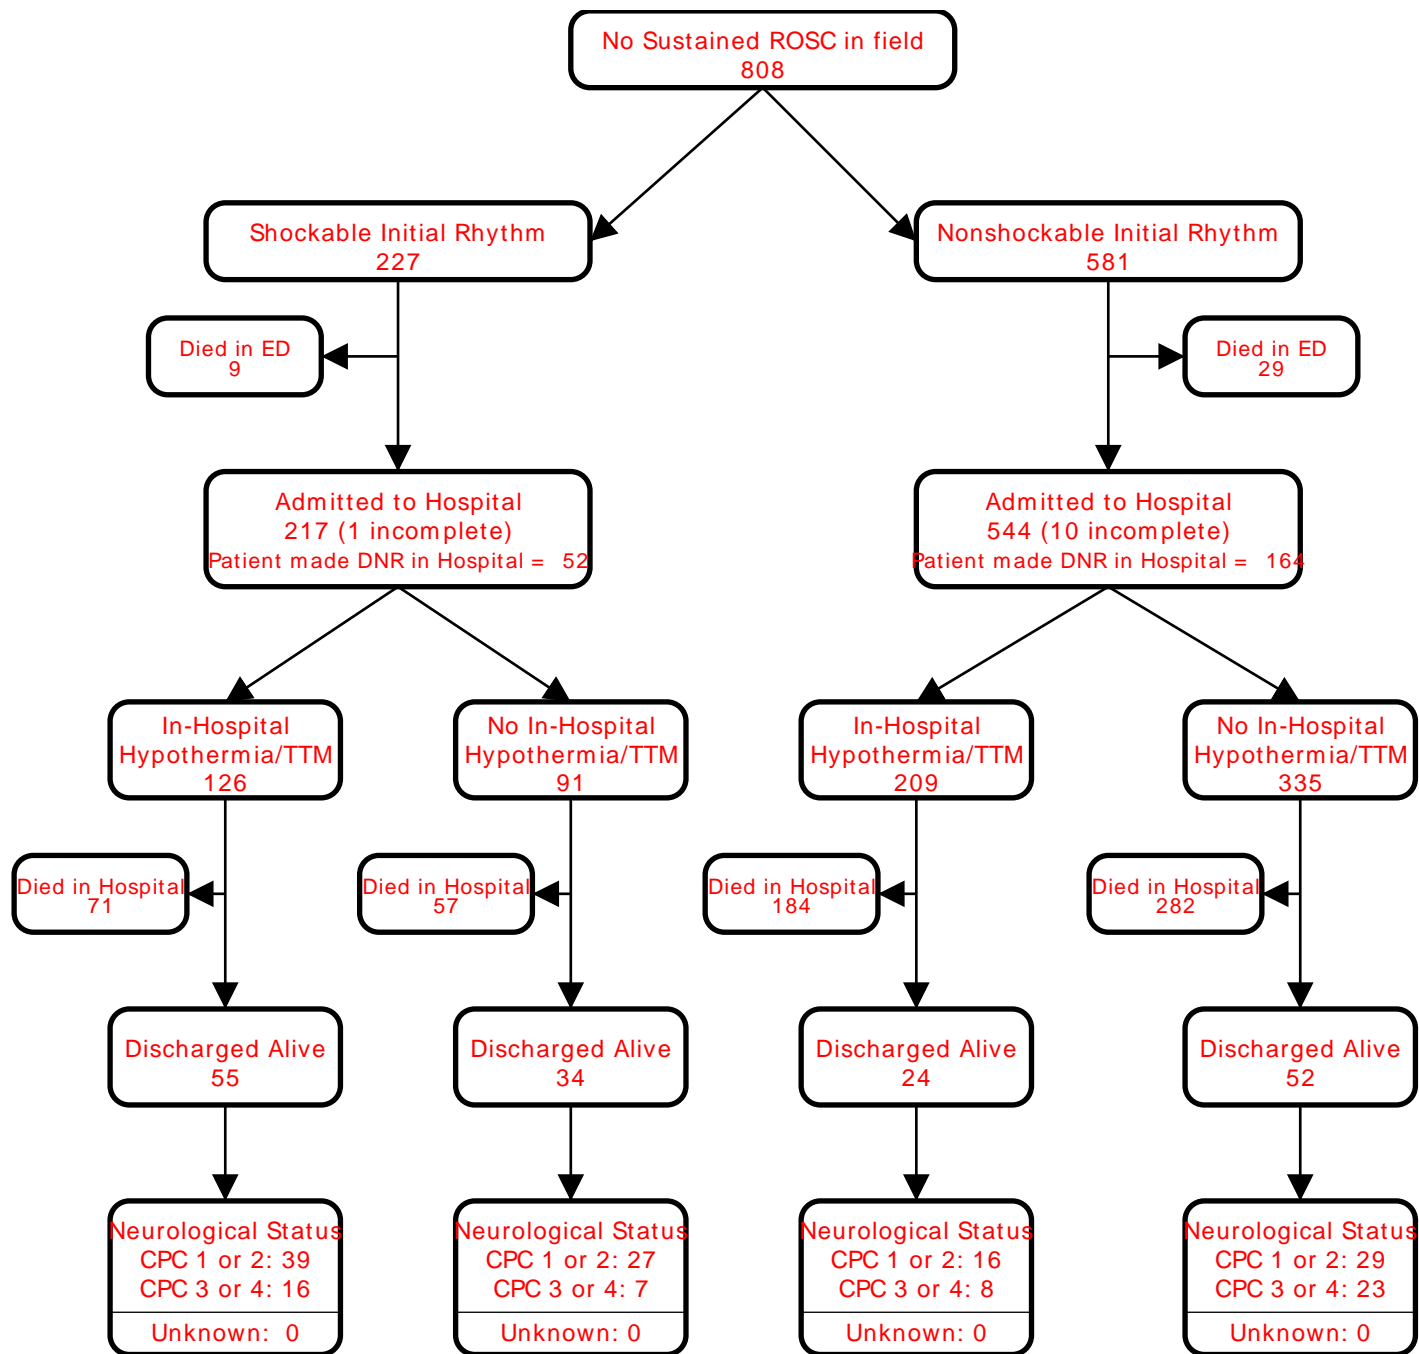 No Sustained ROSC in field
808
Shockable Initial Rhythm
227
Nonshockable Initial Rhythm
581
Died in ED
9
Died in ED
29
Admitted to Hospital
217 (1 incomplete)
Patient made DNR in Hospital = 52
Admitted to Hospital
544 (10 incomplete)
Patient made DNR in Hospital = 164
In-Hospital
Hypothermia/TTM
126
No In-Hospital
Hypothermia/TTM
91
In-Hospital
Hypothermia/TTM
209
No In-Hospital
Hypothermia/TTM
335
Died in Hospital
71
Died in Hospital
57
Died in Hospital
184
Died in Hospital
282
Discharged Alive
55
Discharged Alive
34
Discharged Alive
24
Discharged Alive
52
Neurological Status
CPC 1 or 2: 39
CPC 3 or 4: 16
Unknown: 0
Neurological Status
CPC 1 or 2: 27
CPC 3 or 4: 7
Unknown: 0
Neurological Status
CPC 1 or 2: 16
CPC 3 or 4: 8
Unknown: 0
Neurological Status
CPC 1 or 2: 29
CPC 3 or 4: 23
Unknown: 0